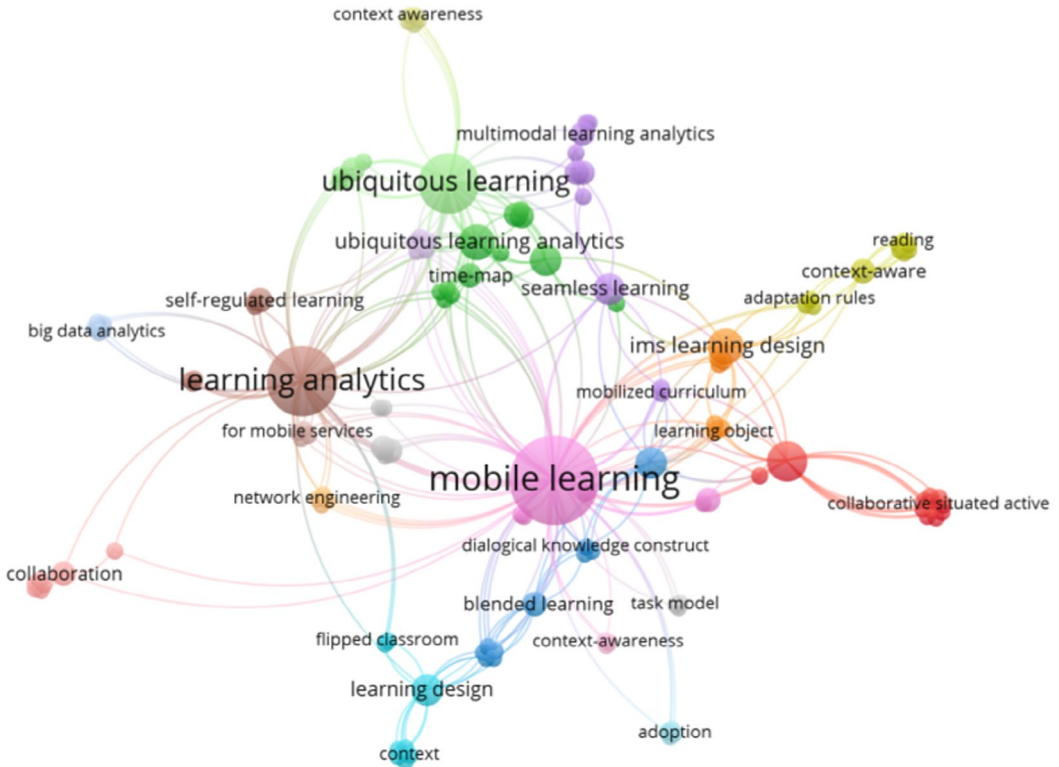 context awareness
multimodal learning analytics
ubiquitous learning
ubiquitous learning analytics
reading
time-map
context-aware
seamless learning
self-regulated learning
adaptation rules
big data analytics
ims learning design
learning analytics
mobilized curriculum
for mobile services
learning object
mobile learning
network engineering
collaborative situated active
dialogical knowledge construct
collaboration
blended learning
task model
flipped classroom
context-awareness
learning design
adoption
context